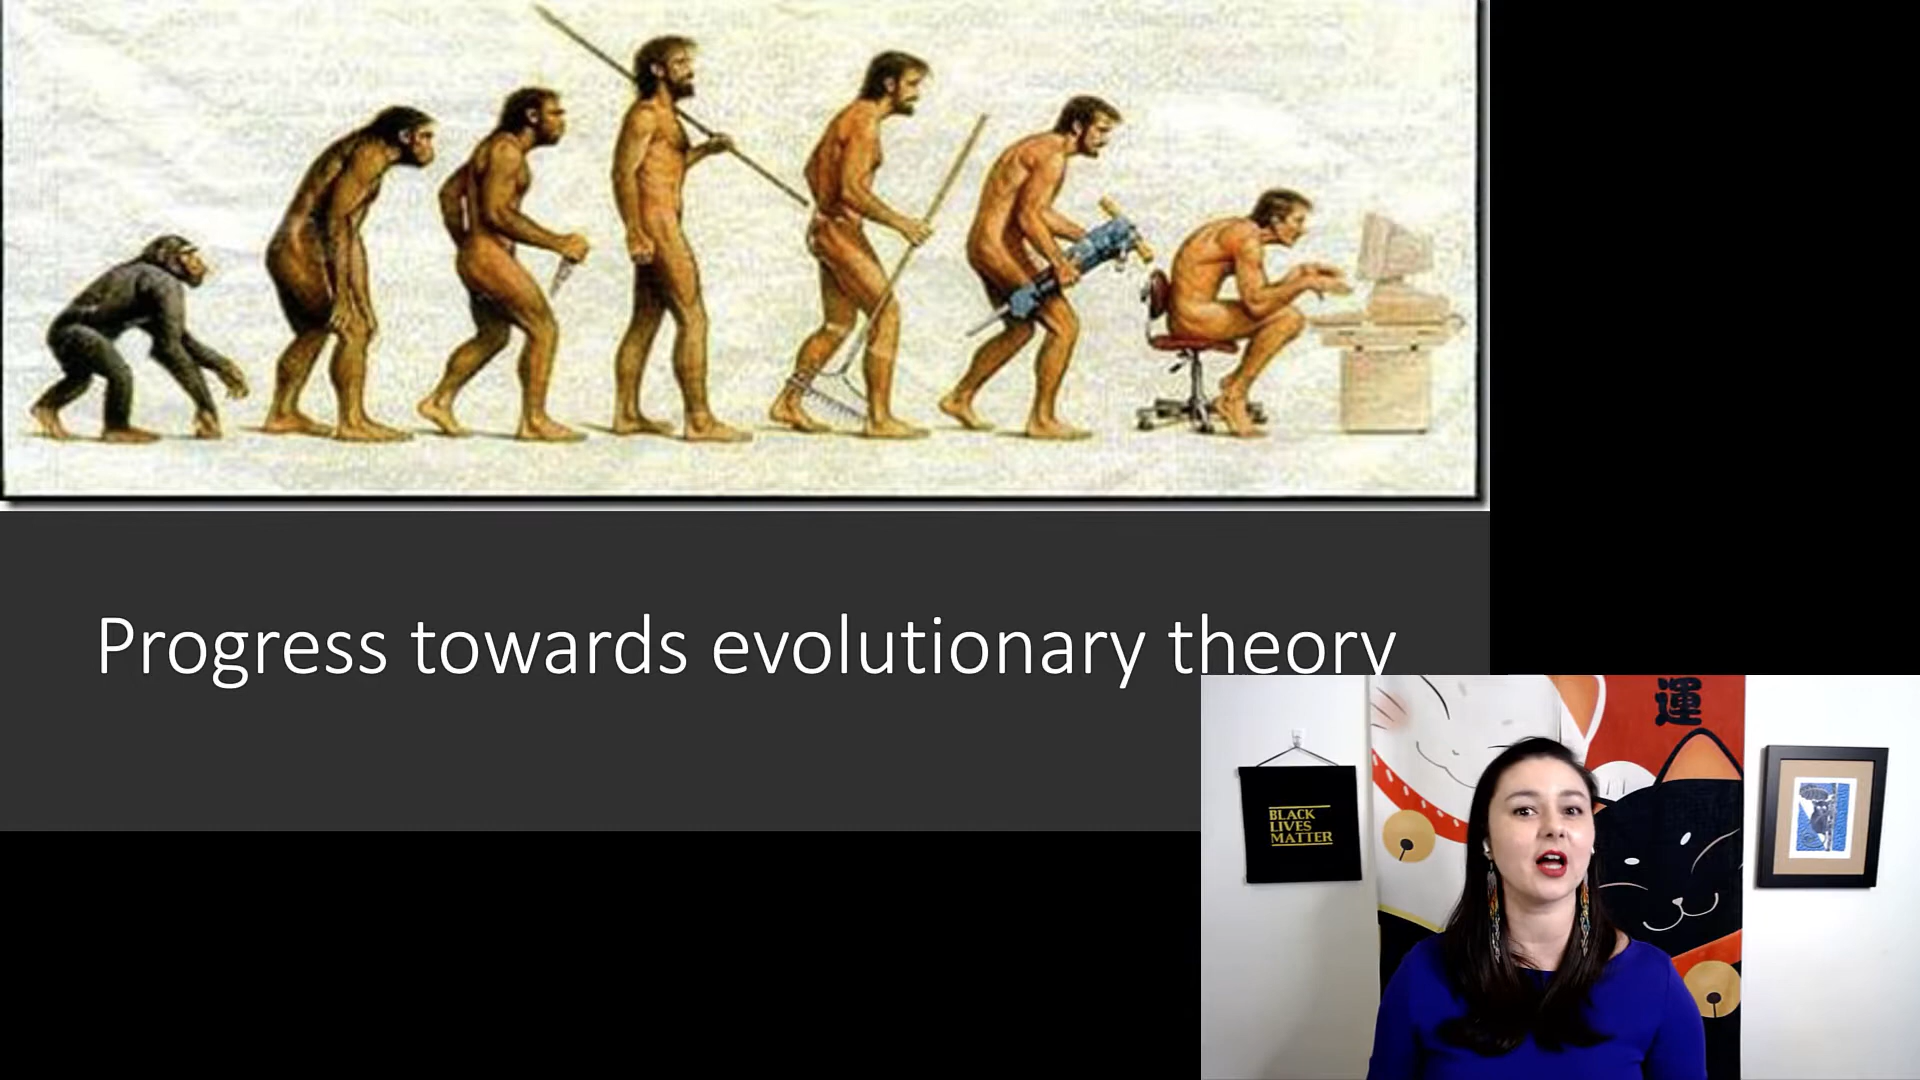 Progress towards evolutionary theory
運
BLACK
LIVES
MATTER